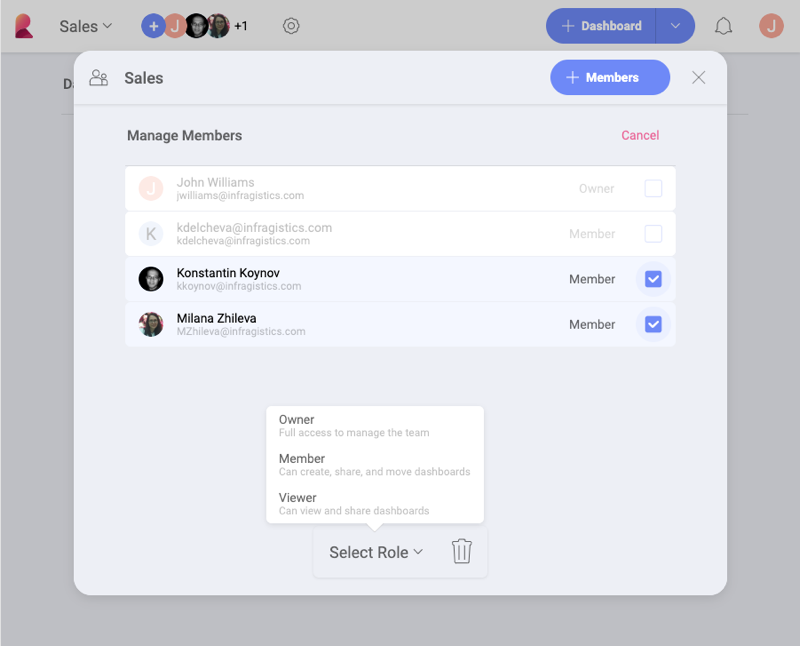 Sales
J
+1
Dashboard
J
Da
Sales
Members
Manage Members
Cancel
J
John Williams
jwilliams@infragistics.com
Owner
K
kdelcheva@infragistics.com
kdelcheva@infragistics.com
Member
Konstantin Koynov
kkoynov@infragistics.com
Member
Milana Zhileva
MZhileva@infragistics.com
Member
Owner
Full access to manage the team
Member
Can create, share, and move dashboards
Viewer
Can view and share dashboards
Select Role